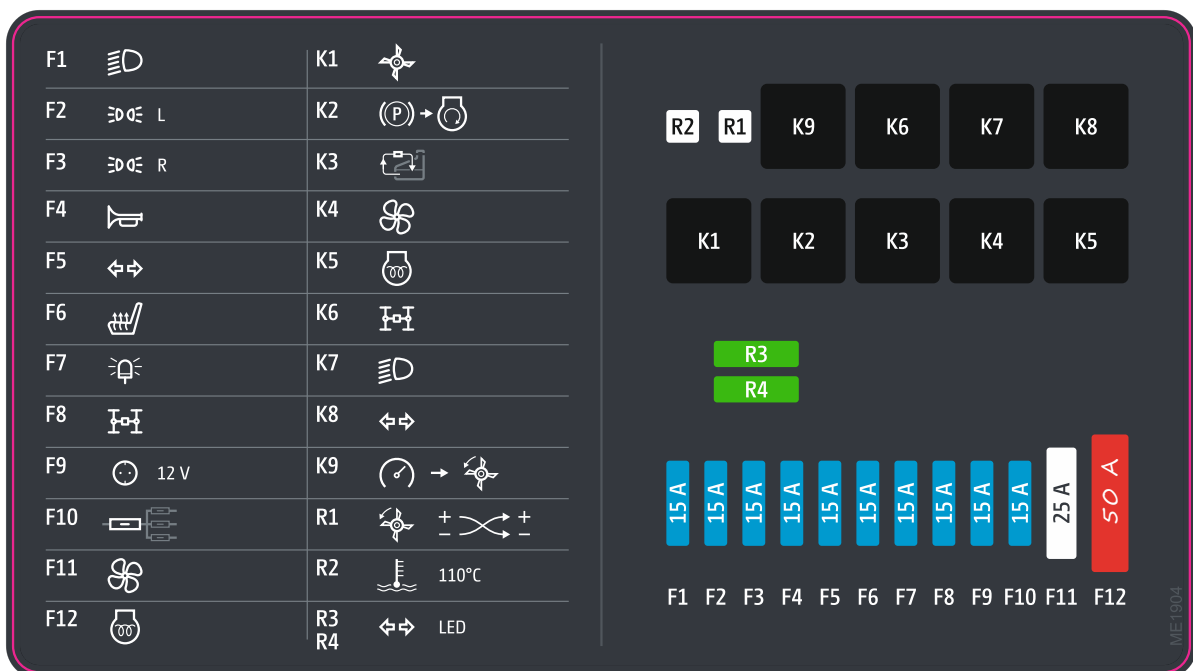 F1 K1
F2 L K2 P
F3 R K3
F4 K4
F5 K5
F6 K6
F7 K7
F8 K8
F9 12 V K9
F10 R1 + + − −
F11 R2 110°C
F12 R3 R4 LED
R2 R1 K9 K6 K7 K8
K1 K2 K3 K4 K5
R3
R4
15 A 15 A 15 A 15 A 15 A 15 A 15 A 15 A 15 A 15 A 25 A 50 A
F1 F2 F3 F4 F5 F6 F7 F8 F9 F10 F11 F12
ME1904